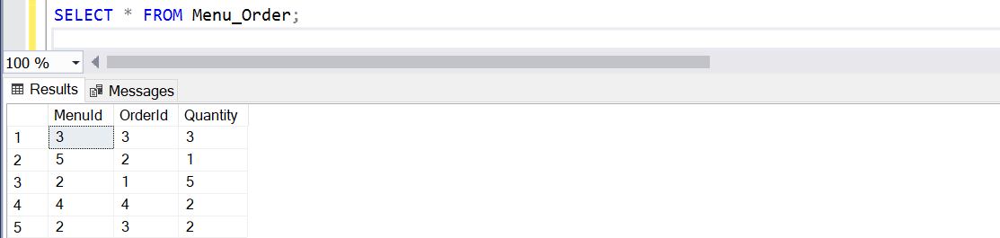 SELECT * FROM Menu_Order;
100 %
Results Messages
MenuId OrderId Quantity
1 3 3 3
2 5 2 1
3 2 1 5
4 4 4 2
5 2 3 2